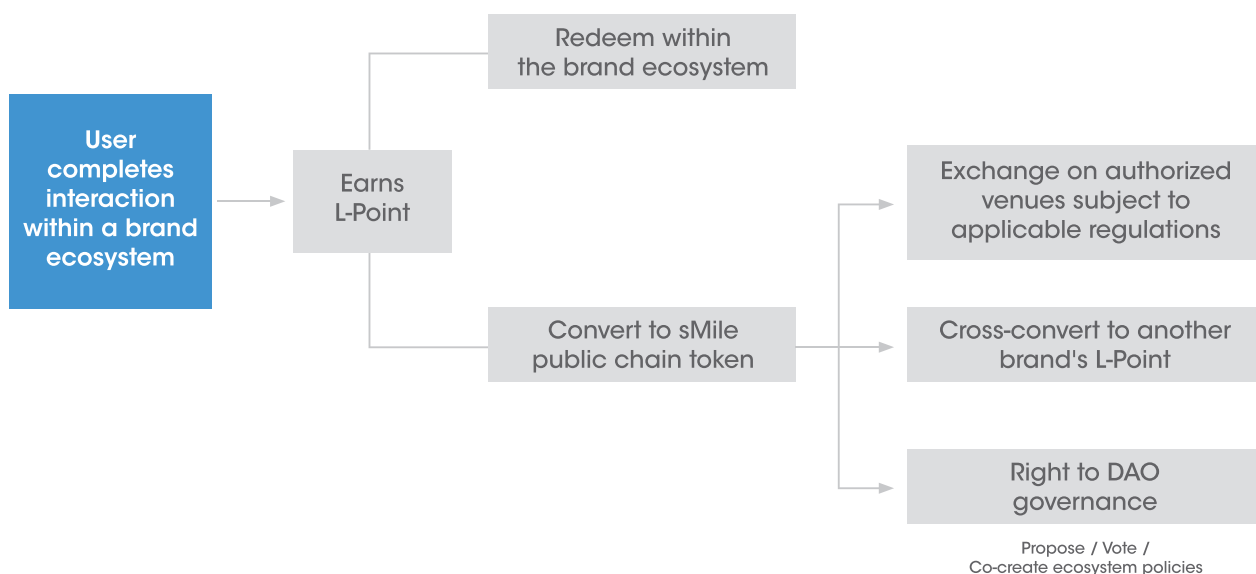 User
completes
interaction
within a brand
ecosystem
Earns
L-Point
Redeem within
the brand ecosystem
Convert to sMile
public chain token
Exchange on authorized
venues subject to
applicable regulations
Cross-convert to another
brand's L-Point
Right to DAO
governance
Propose / Vote /
Co-create ecosystem policies